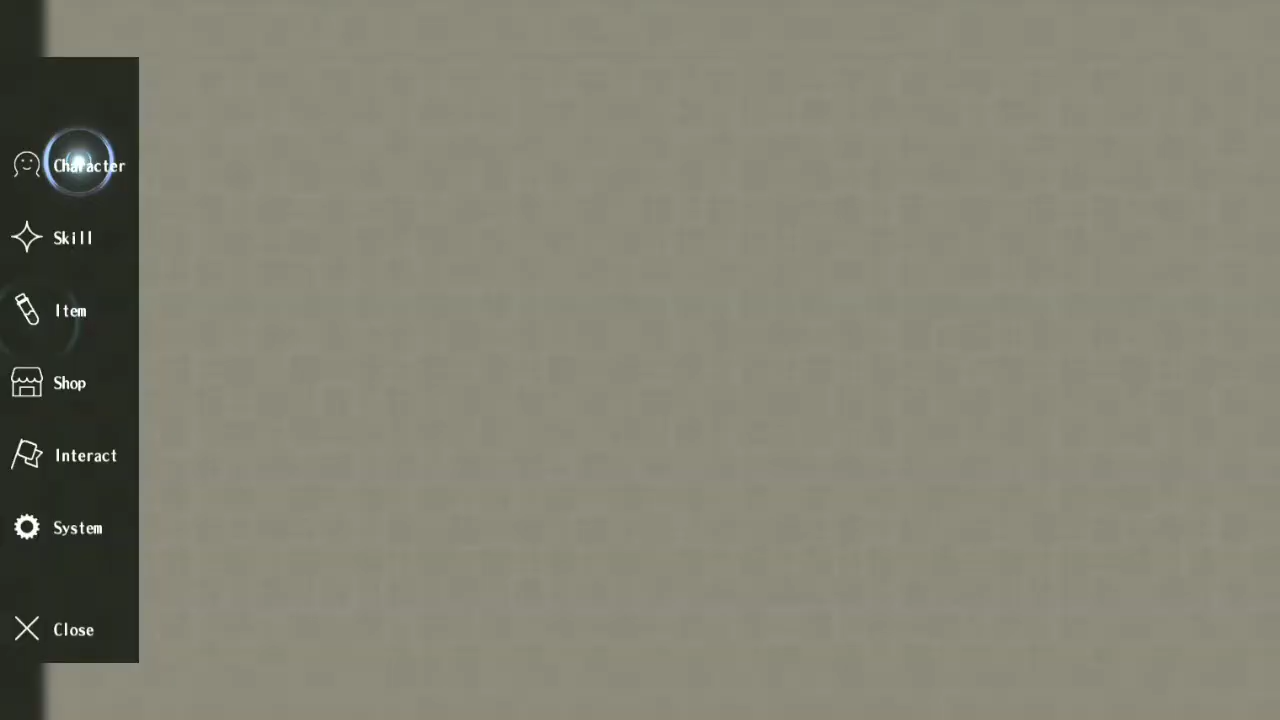 Character
Skill
Item
Shop
Interact
System
Close